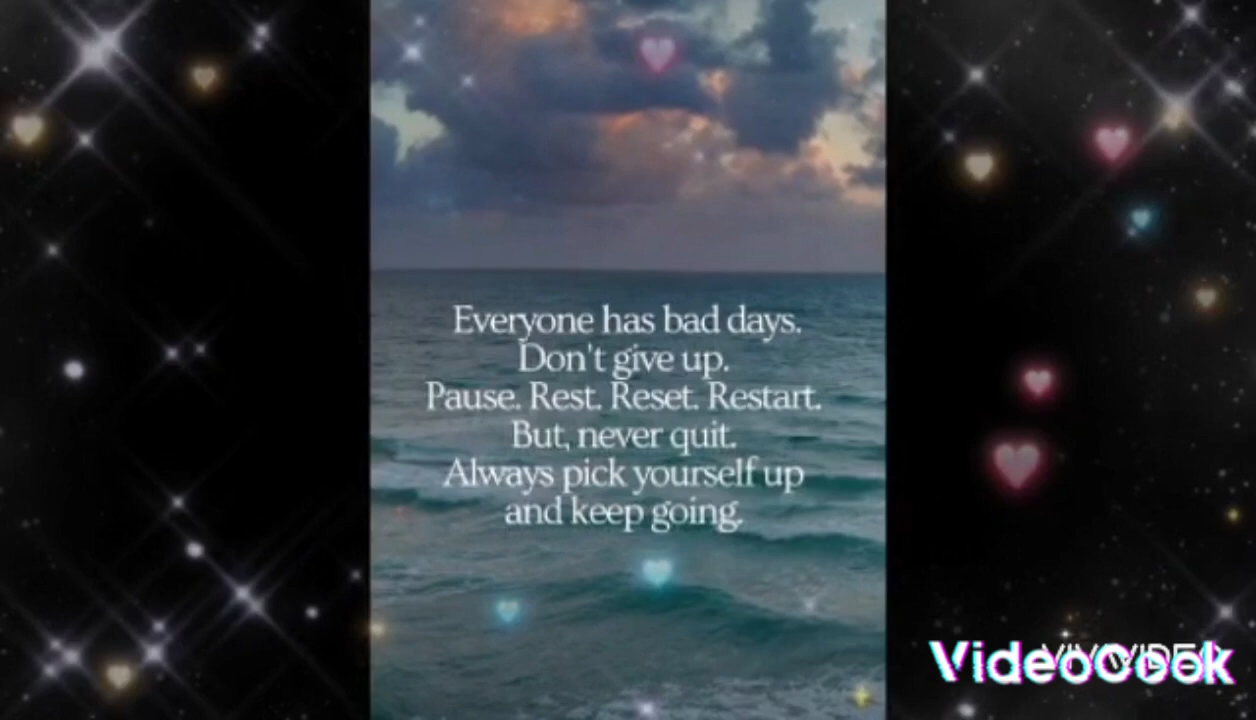 Everyone has bad days.
Don't give up.
Pause. Rest. Reset. Restart.
But, never quit.
Always pick yourself up
and keep going.
VideoCook
VIVAVIDEO